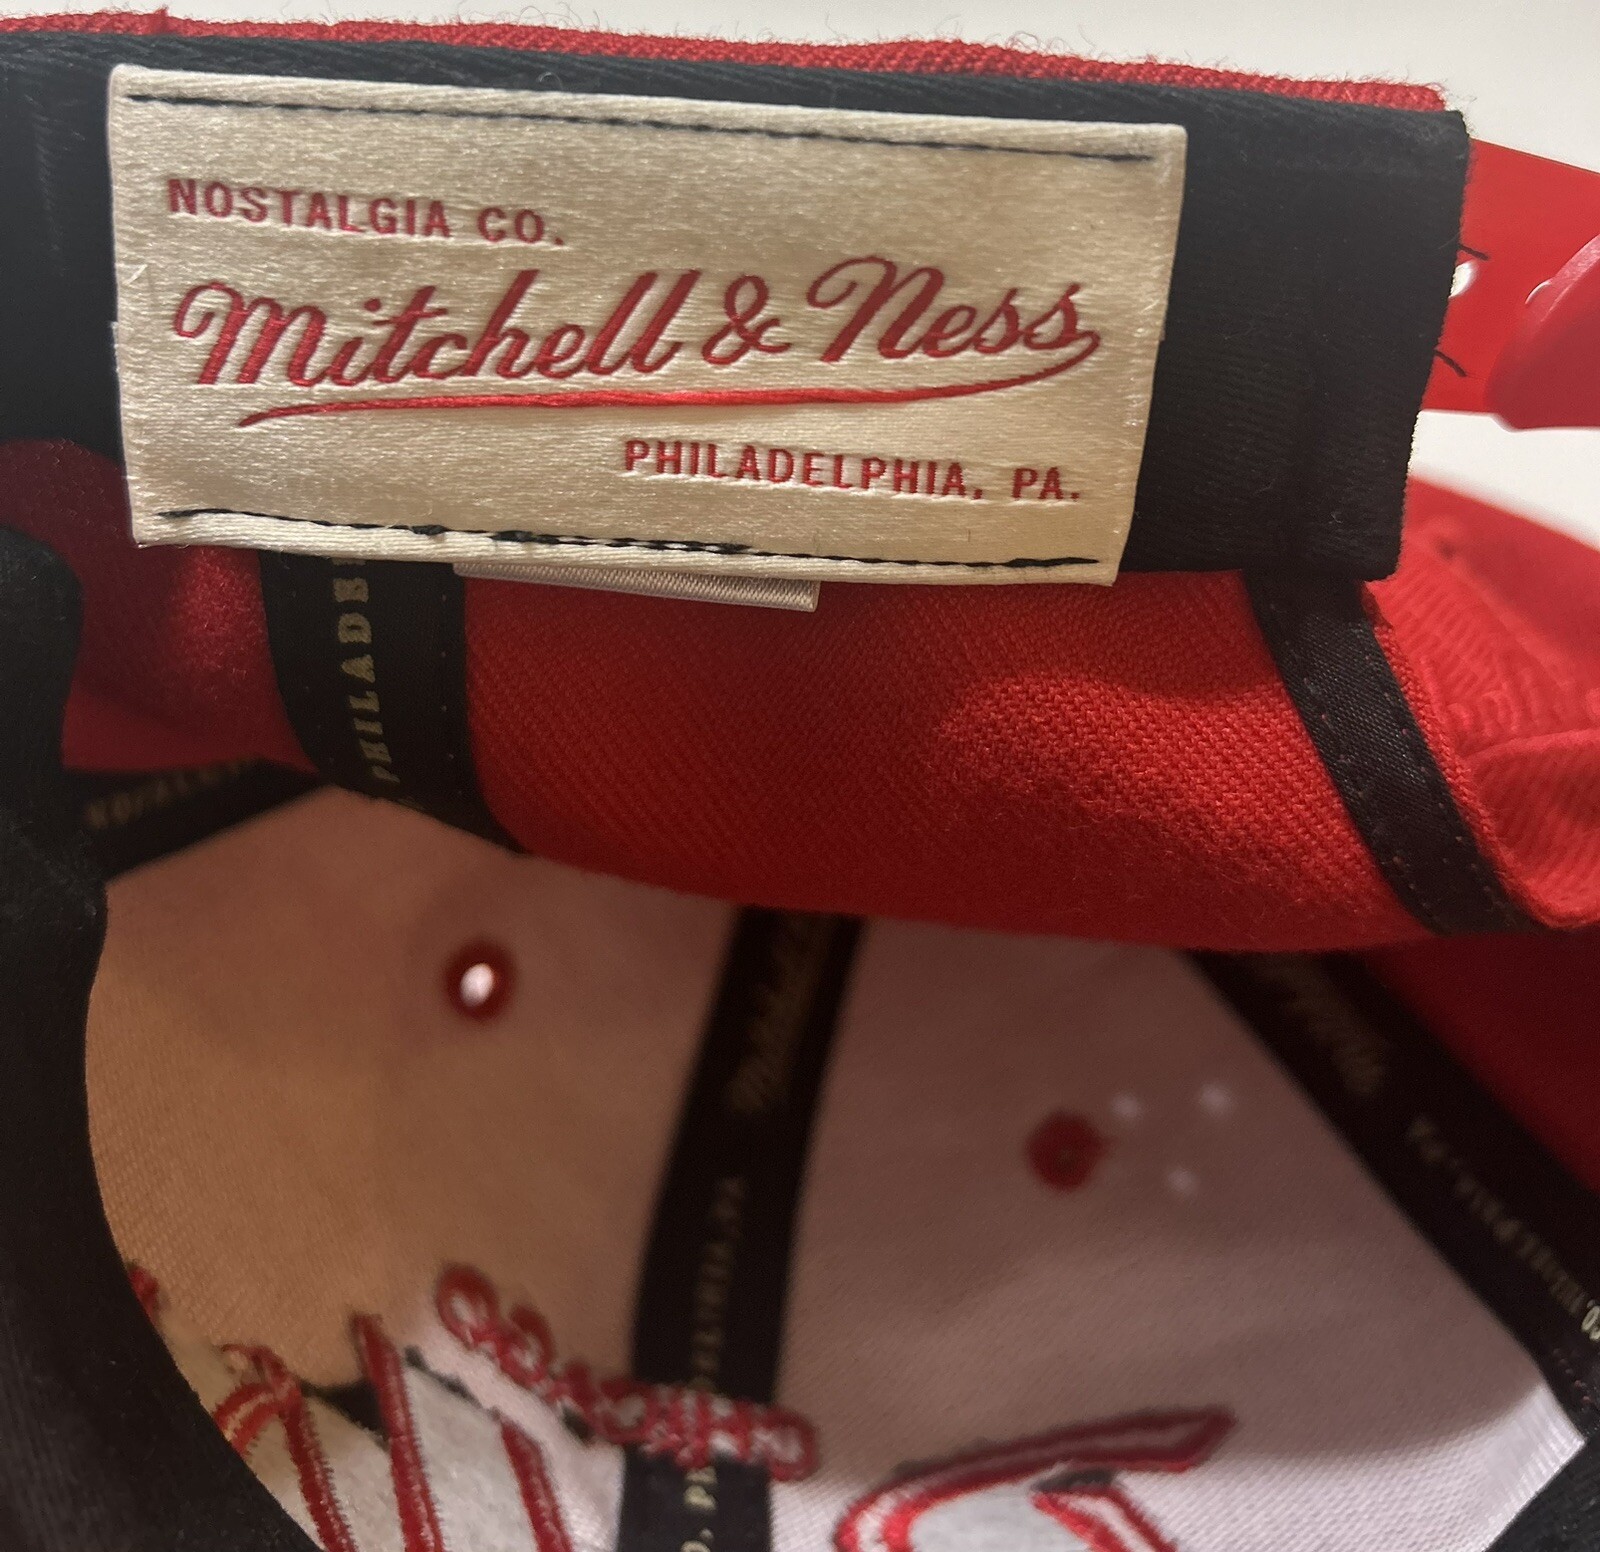 NOSTALGIA CO.
Mitchell & Ness
PHILADELPHIA, PA.